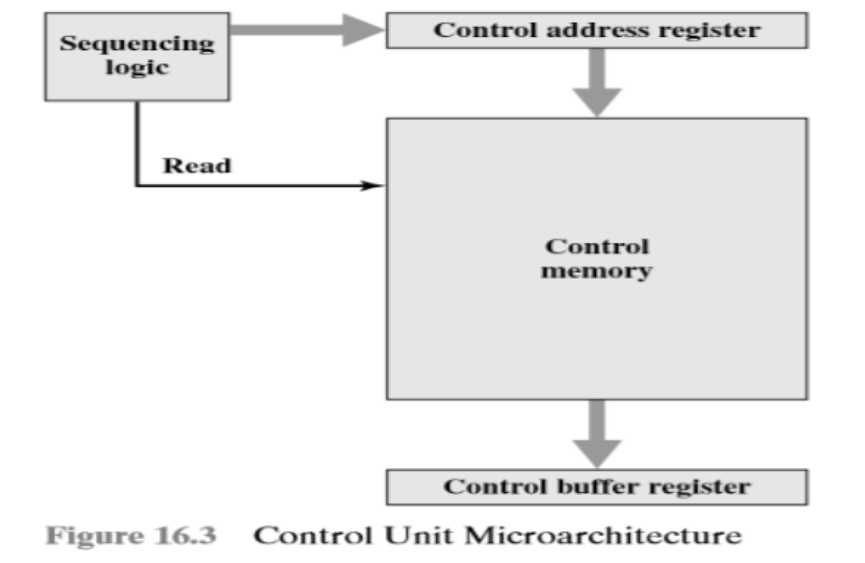 Sequencing
logic
Control address register
Read
Control
memory
Control buffer register
Figure 16.3 Control Unit Microarchitecture